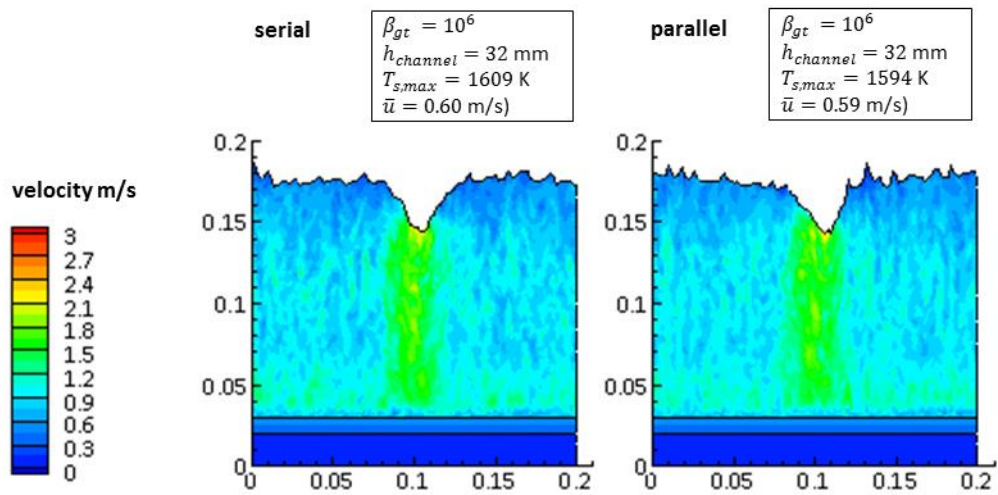 serial
β_gt = 10⁶
h_channel = 32 mm
T_s,max = 1609 K
ū = 0.60 m/s)
parallel
β_gt = 10⁶
h_channel = 32 mm
T_s,max = 1594 K
ū = 0.59 m/s)
velocity m/s
3
2.7
2.4
2.1
1.8
1.5
1.2
0.9
0.6
0.3
0
0.2
0.15
0.1
0.05
0
0 0.05 0.1 0.15 0.2
0.2
0.15
0.1
0.05
0
0 0.05 0.1 0.15 0.2